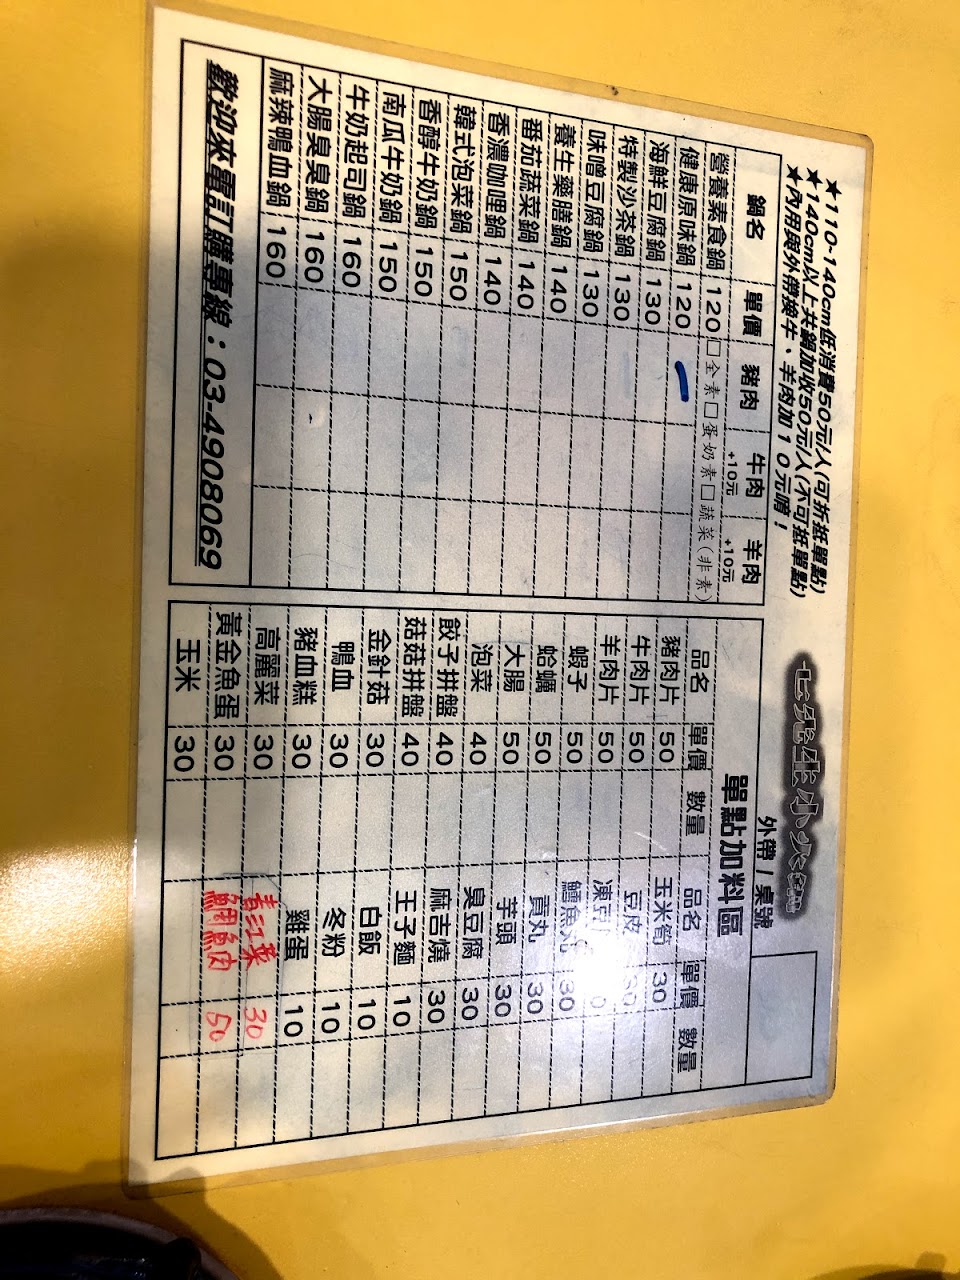 ★110-140cm低消費50元/人(可折抵單點)
★140cm以上共鍋加收50元/人(不可抵單點)
★內用與外帶換牛、羊肉加10元唷！
鍋名 單價 豬肉 牛肉+10元 羊肉+10元
營養素食鍋 120 □全素□蛋奶素□蔬菜(非素)
健康原味鍋 120
海鮮豆腐鍋 130
特製沙茶鍋 130
味噌豆腐鍋 130
養生藥膳鍋 140
番茄蔬菜鍋 140
香濃咖哩鍋 140
韓式泡菜鍋 150
香醇牛奶鍋 150
南瓜牛奶鍋 150
牛奶起司鍋 160
大腸臭臭鍋 160
麻辣鴨血鍋 160
歡迎來電訂購專線：03-4908069
外帶 / 桌號
單點加料區
品名 單價 數量 品名 單價 數量
豬肉片 50 玉米筍 30
牛肉片 50 豆皮 30
羊肉片 50 凍豆
蝦子 50 鱈魚丸 30
蛤蠣 50 貢丸 30
大腸 50 芋頭 30
泡菜 40 臭豆腐 30
餃子拼盤 40 麻吉燒 30
菇菇拼盤 40 王子麵 10
金針菇 30 白飯 10
鴨血 30 冬粉 10
豬血糕 30 雞蛋 10
高麗菜 30 30
黃金魚蛋 30 鯛魚肉 50
玉米 30